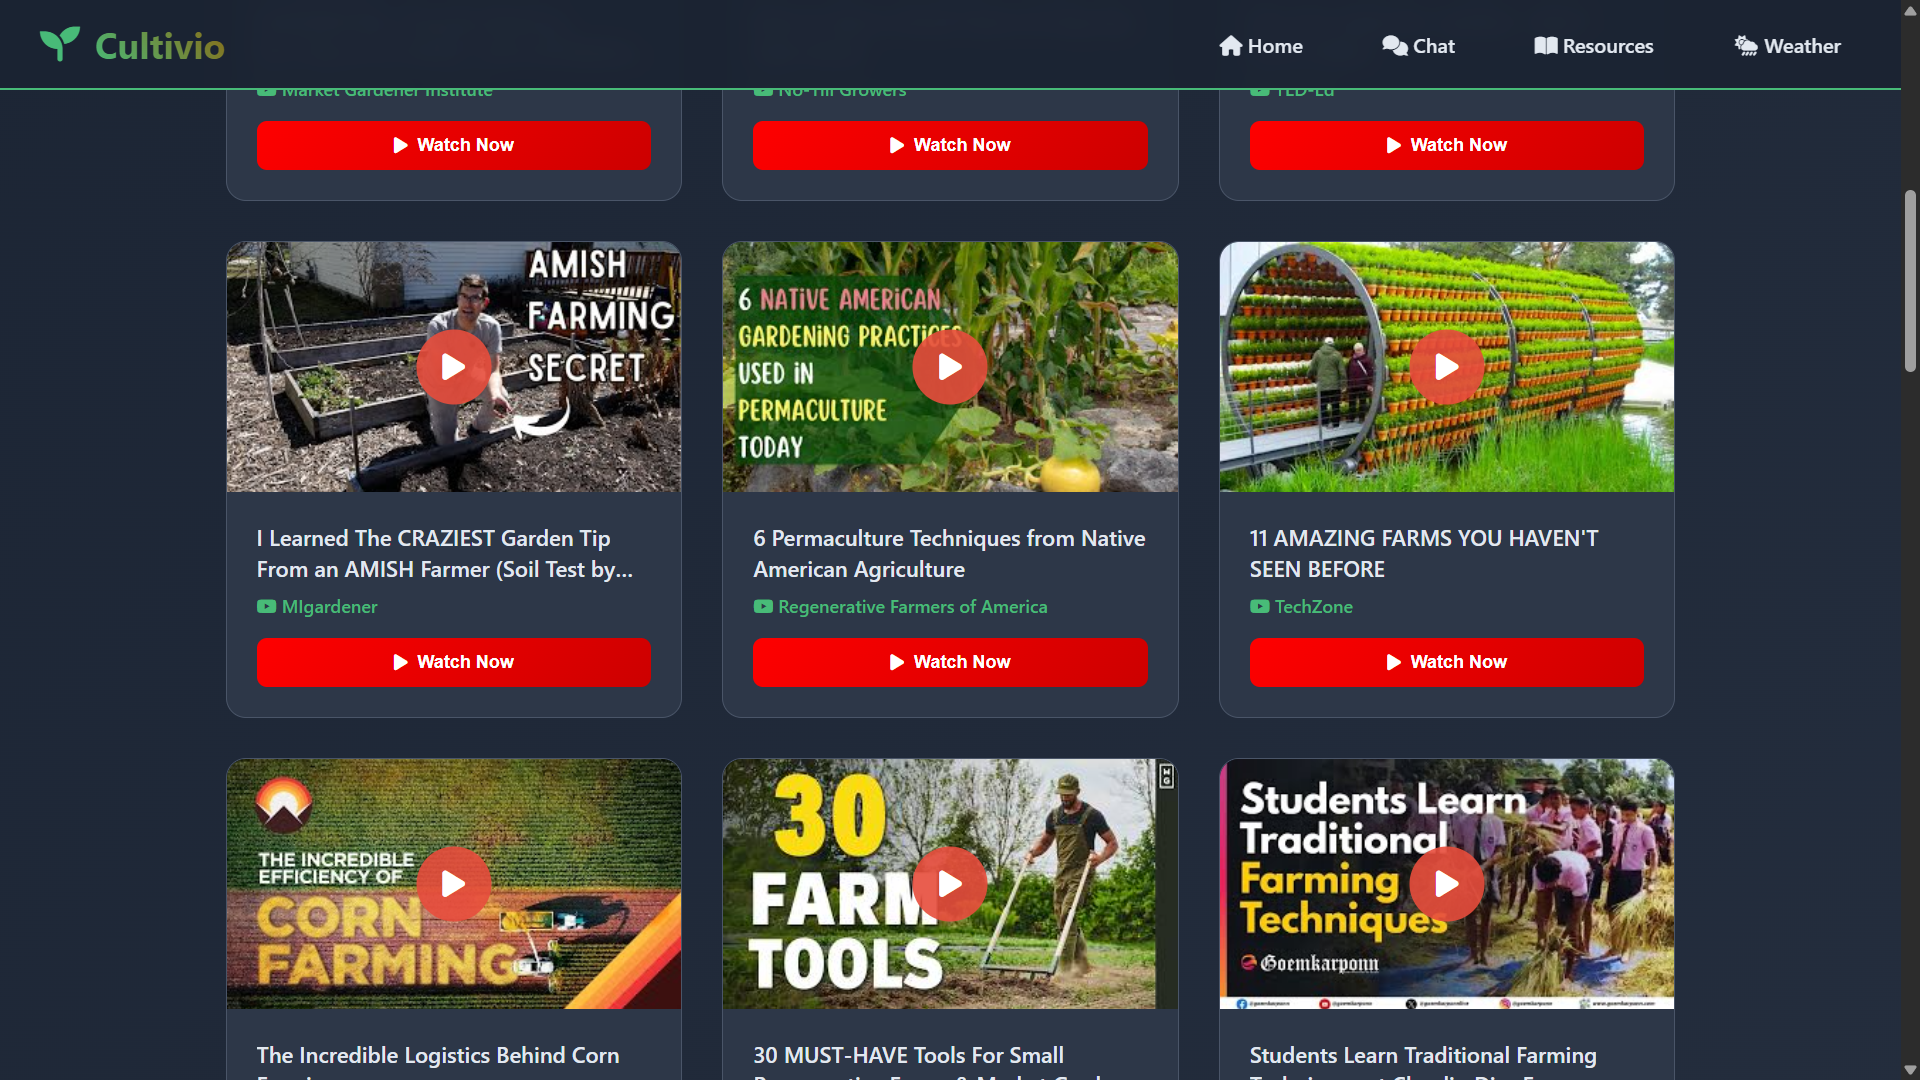 Cultivio
Home
Chat
Resources
Weather
Market Gardener Institute
No-Till Growers
TED-Ed
Watch Now
Watch Now
Watch Now
AMISH
FARMING
SECRET
6 NATIVE AMERICAN
GARDENING PRACTICES
USED IN
PERMACULTURE
TODAY
I Learned The CRAZIEST Garden Tip
From an AMISH Farmer (Soil Test by...
MIgardener
Watch Now
6 Permaculture Techniques from Native
American Agriculture
Regenerative Farmers of America
Watch Now
11 AMAZING FARMS YOU HAVEN'T
SEEN BEFORE
TechZone
Watch Now
THE INCREDIBLE
EFFICIENCY OF
CORN
FARMING
30
FARM
TOOLS
MG
Students Learn
Traditional
Farming
Techniques
Goemkarponn
The Incredible Logistics Behind Corn
30 MUST-HAVE Tools For Small
Students Learn Traditional Farming